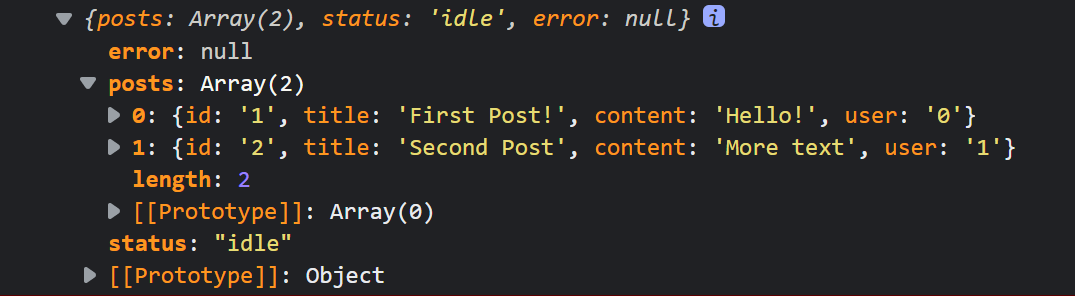 {posts: Array(2), status: 'idle', error: null} i
error: null
posts: Array(2)
0: {id: '1', title: 'First Post!', content: 'Hello!', user: '0'}
1: {id: '2', title: 'Second Post', content: 'More text', user: '1'}
length: 2
[[Prototype]]: Array(0)
status: "idle"
[[Prototype]]: Object